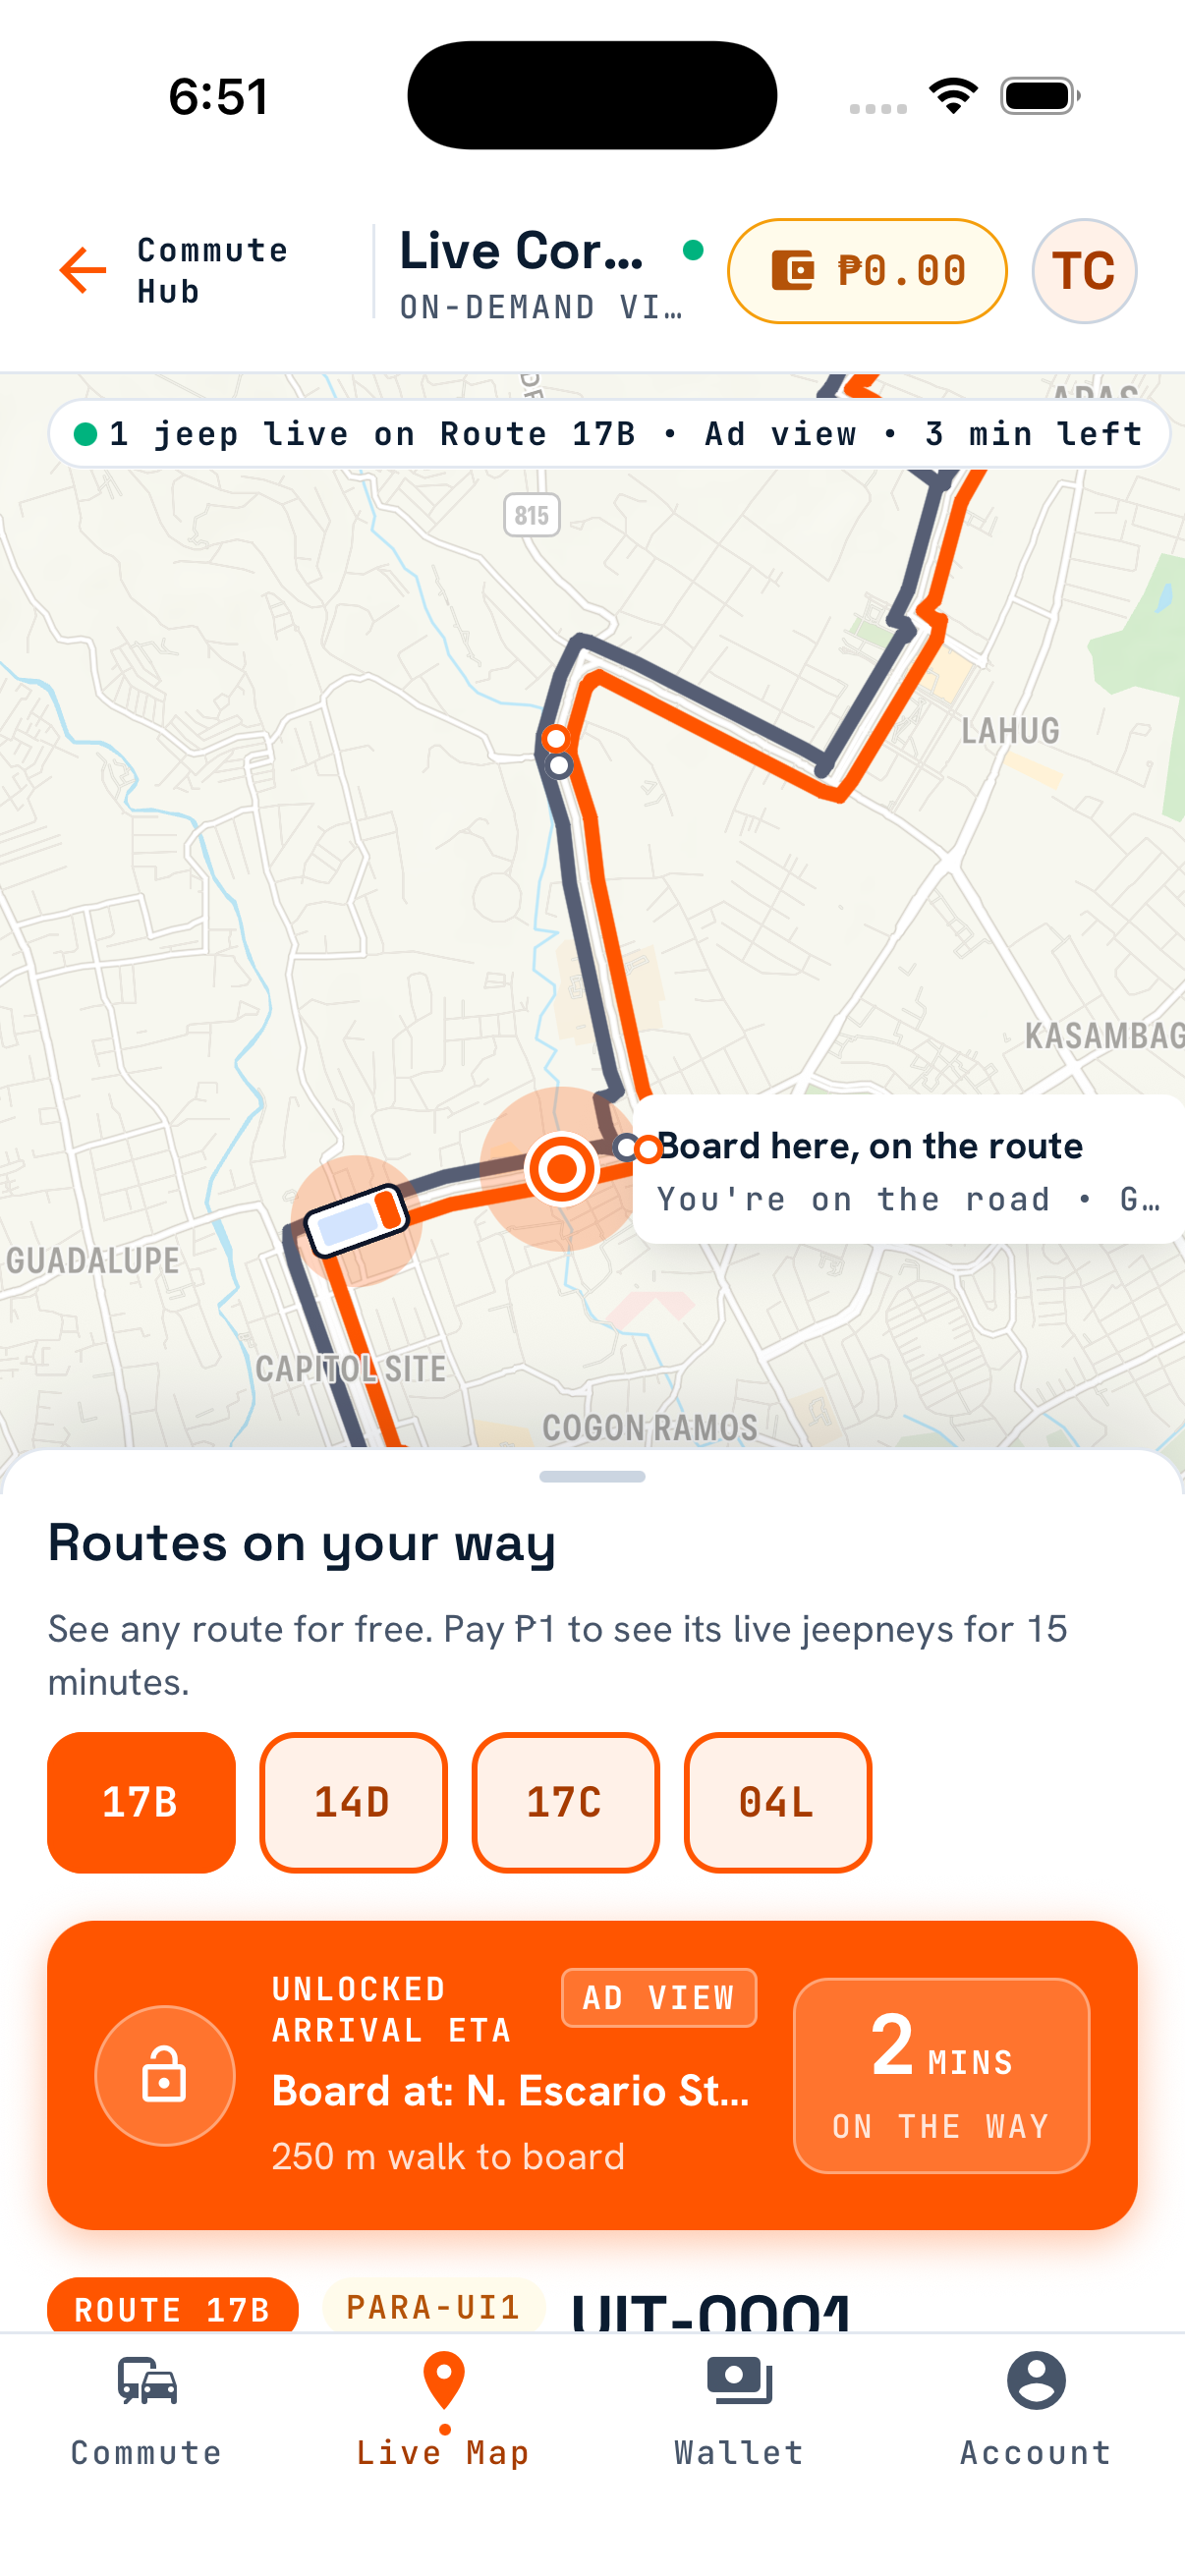 6:51
Commute
Hub
Live Cor...
ON-DEMAND VI…
₱0.00
TC
1 jeep live on Route 17B • Ad view • 3 min left
815
LAHUG
KASAMBAG
Board here, on the route
You're on the road • G…
GUADALUPE
CAPITOL SITE
COGON RAMOS
Routes on your way
See any route for free. Pay ₱1 to see its live jeepneys for 15
minutes.
17B
14D
17C
04L
UNLOCKED
ARRIVAL ETA
AD VIEW
Board at: N. Escario St...
250 m walk to board
2 MINS
ON THE WAY
ROUTE 17B
PARA-UI1
UIT-0001
Commute
Live Map
Wallet
Account